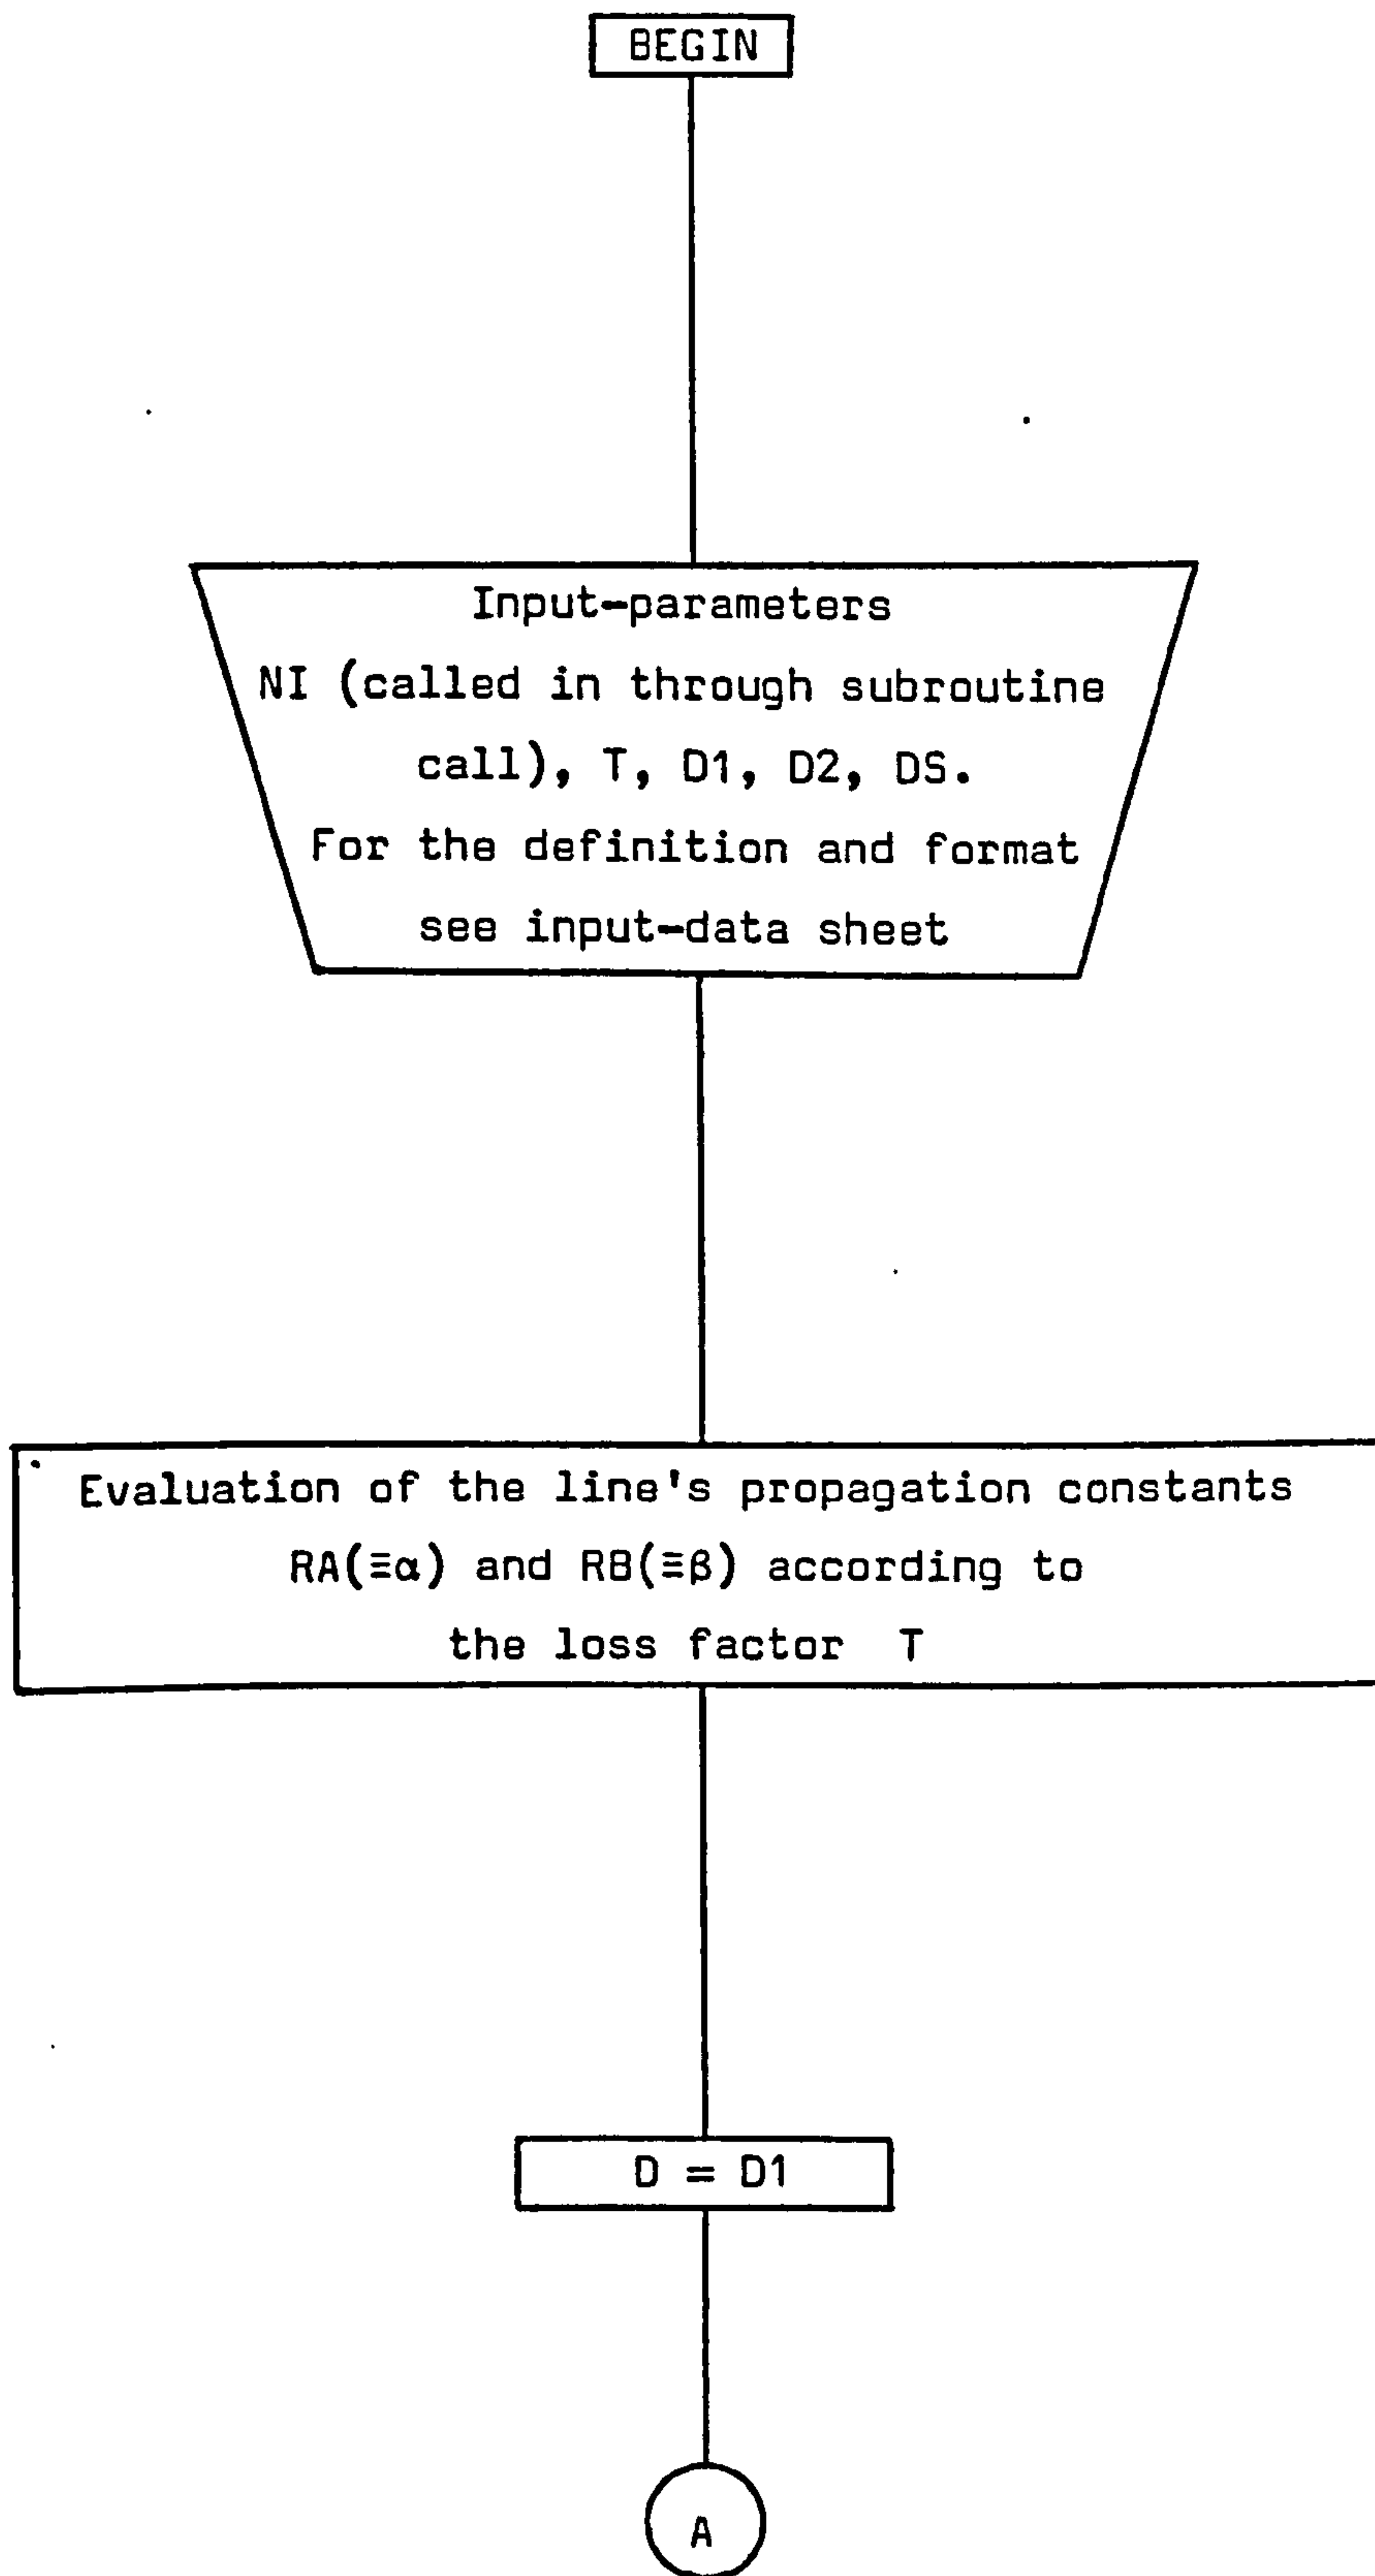 BEGIN
Input-parameters
NI (called in through subroutine
call), T, D1, D2, DS.
For the definition and format
see input-data sheet
Evaluation of the line's propagation constants
RA(≡α) and RB(≡β) according to
the loss factor T
D = D1
A